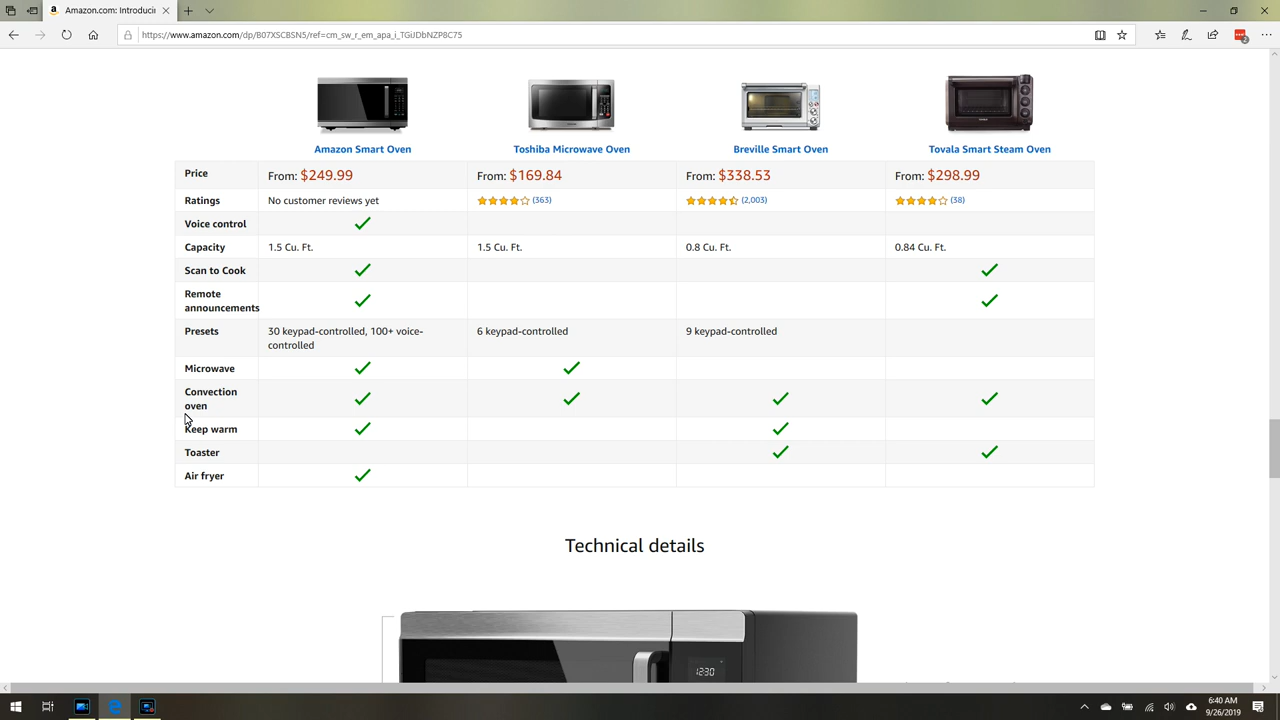 Amazon.com: Introducin
https://www.amazon.com/dp/B07XSCBSN5/ref=cm_sw_r_em_apa_i_TGiJDbNZP8C75
Amazon Smart Oven Toshiba Microwave Oven Breville Smart Oven Tovala Smart Steam Oven
Price From: $249.99 From: $169.84 From: $338.53 From: $298.99
Ratings No customer reviews yet (363) (2,003) (38)
Voice control
Capacity 1.5 Cu. Ft. 1.5 Cu. Ft. 0.8 Cu. Ft. 0.84 Cu. Ft.
Scan to Cook
Remote
announcements
Presets 30 keypad-controlled, 100+ voice- 6 keypad-controlled 9 keypad-controlled
controlled
Microwave
Convection
oven
Keep warm
Toaster
Air fryer
Technical details
12:30
6:40 AM
9/26/2019